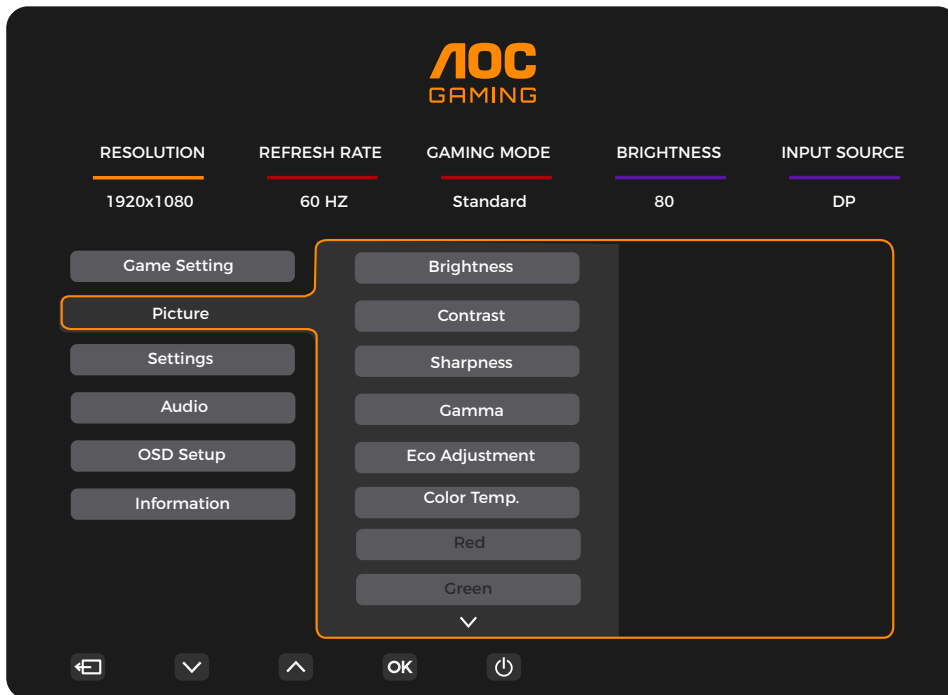 AOC
GAMING
RESOLUTION REFRESH RATE GAMING MODE BRIGHTNESS INPUT SOURCE
1920x1080 60 HZ Standard 80 DP
Game Setting
Picture
Settings
Audio
OSD Setup
Information
Brightness
Contrast
Sharpness
Gamma
Eco Adjustment
Color Temp.
Red
Green
OK